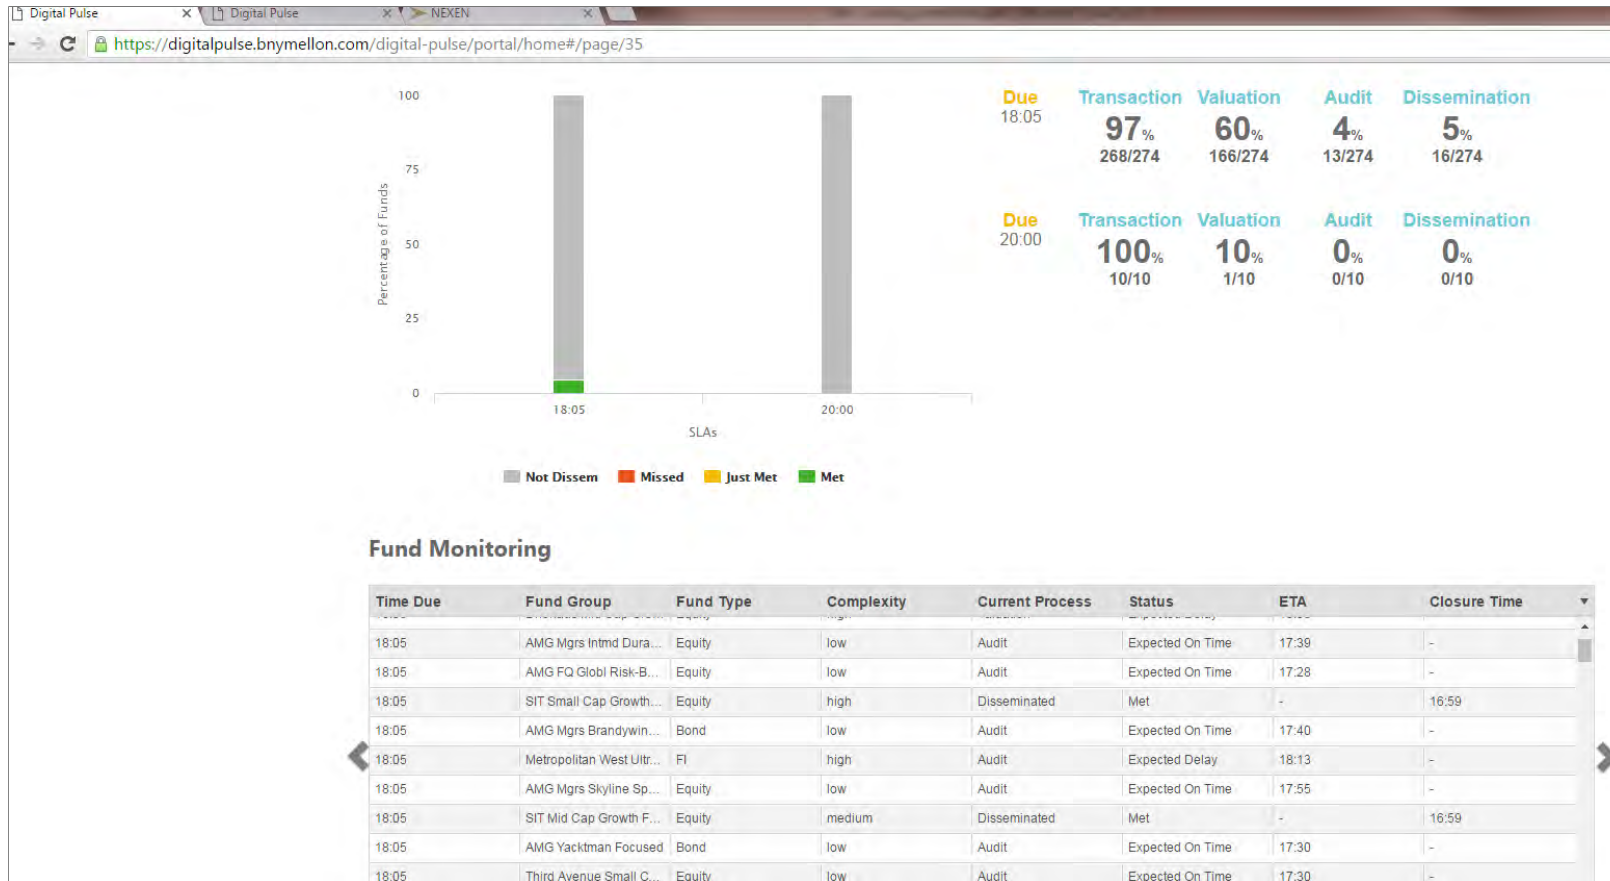 Digital Pulse
Digital Pulse
NEXEN
https://digitalpulse.bnymellon.com/digital-pulse/portal/home#/page/35
100
75
50
25
0
Percentage of Funds
18:05
20:00
SLAs
Not Dissem Missed Just Met Met
Due Transaction Valuation Audit Dissemination
18:05 97% 60% 4% 5%
268/274 166/274 13/274 16/274
Due Transaction Valuation Audit Dissemination
20:00 100% 10% 0% 0%
10/10 1/10 0/10 0/10
Fund Monitoring
Time Due Fund Group Fund Type Complexity Current Process Status ETA Closure Time
18:05 AMG Mgrs Intmd Dura... Equity low Audit Expected On Time 17:39 -
18:05 AMG FQ Globl Risk-B... Equity low Audit Expected On Time 17:28 -
18:05 SIT Small Cap Growth... Equity high Disseminated Met - 16:59
18:05 AMG Mgrs Brandywin... Bond low Audit Expected On Time 17:40 -
18:05 Metropolitan West Ultr... FI high Audit Expected Delay 18:13 -
18:05 AMG Mgrs Skyline Sp... Equity low Audit Expected On Time 17:55 -
18:05 SIT Mid Cap Growth F... Equity medium Disseminated Met - 16:59
18:05 AMG Yacktman Focused Bond low Audit Expected On Time 17:30 -
18:05 Third Avenue Small C... Equity low Audit Expected On Time 17:30 -